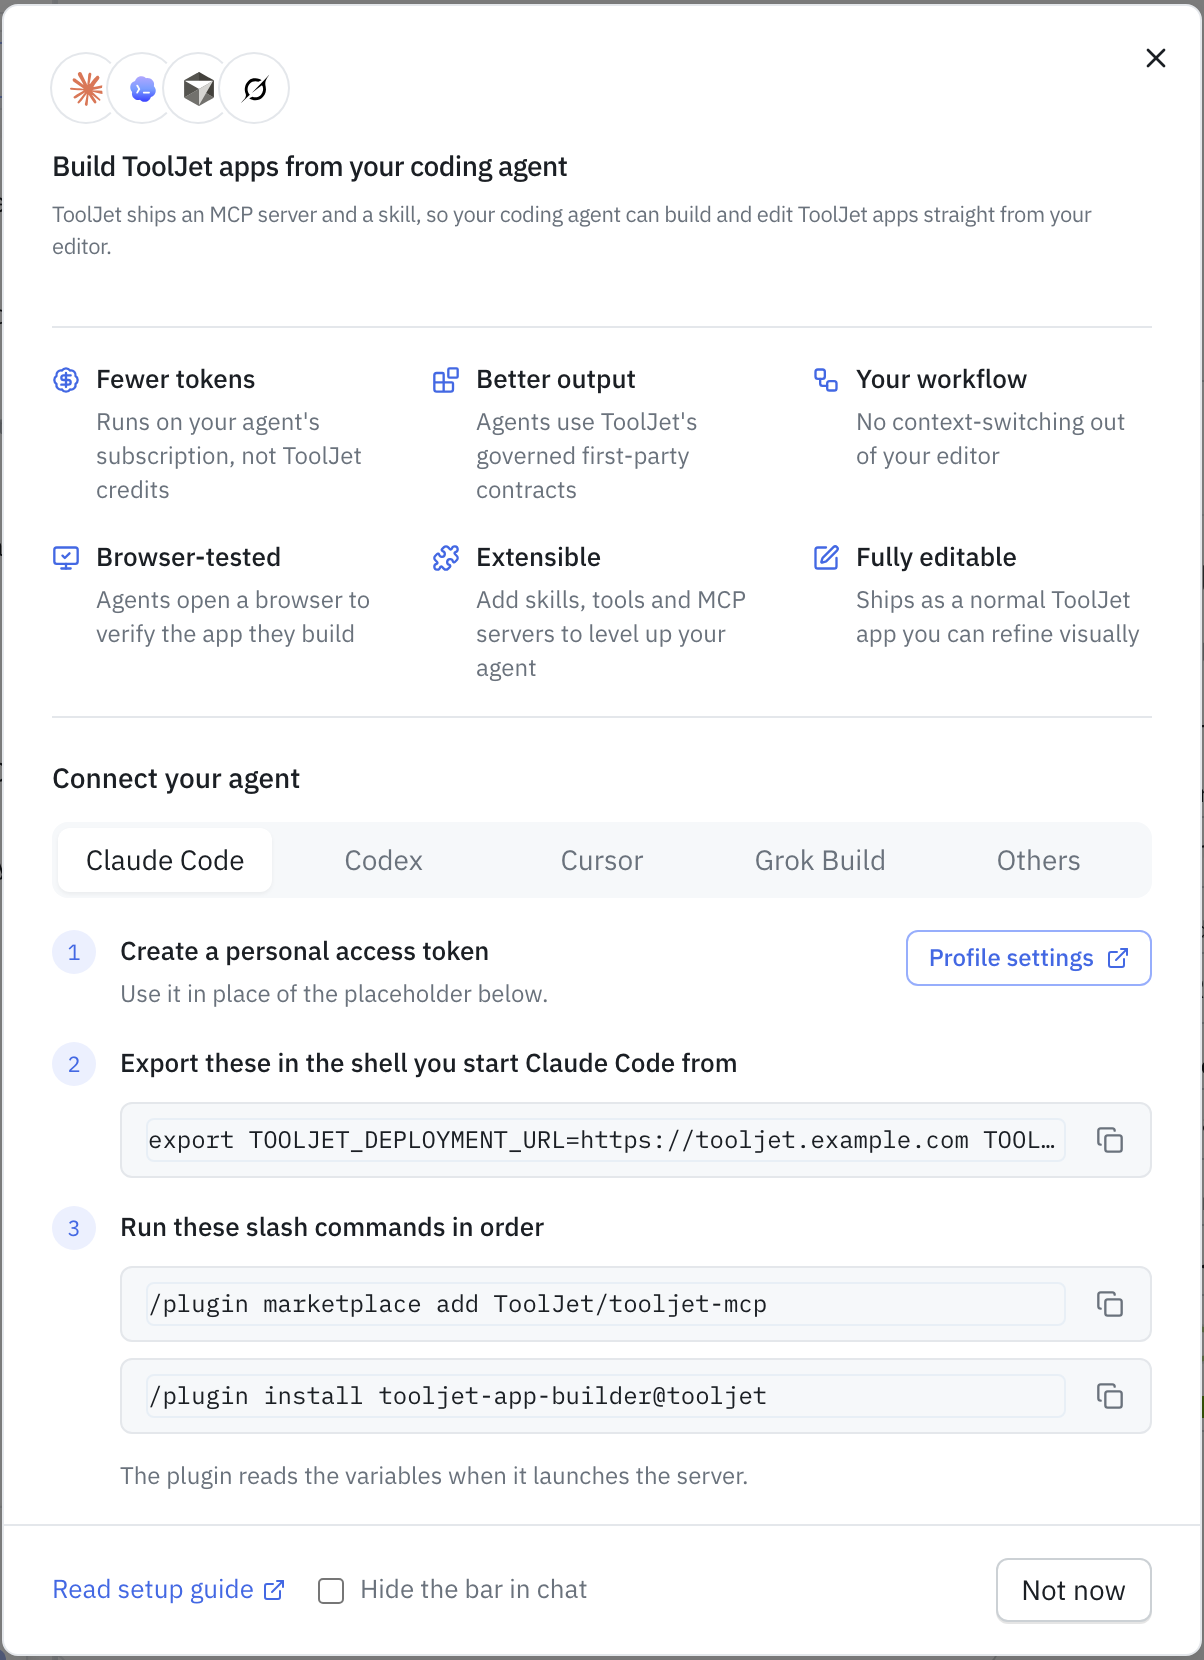 Build ToolJet apps from your coding agent
ToolJet ships an MCP server and a skill, so your coding agent can build and edit ToolJet apps straight from your
editor.
Fewer tokens
Runs on your agent's
subscription, not ToolJet
credits
Better output
Agents use ToolJet's
governed first-party
contracts
Your workflow
No context-switching out
of your editor
Browser-tested
Agents open a browser to
verify the app they build
Extensible
Add skills, tools and MCP
servers to level up your
agent
Fully editable
Ships as a normal ToolJet
app you can refine visually
Connect your agent
Claude Code
Codex
Cursor
Grok Build
Others
1
Create a personal access token
Use it in place of the placeholder below.
Profile settings
2
Export these in the shell you start Claude Code from
export TOOLJET_DEPLOYMENT_URL=https://tooljet.example.com TOOL…
3
Run these slash commands in order
/plugin marketplace add ToolJet/tooljet-mcp
/plugin install tooljet-app-builder@tooljet
The plugin reads the variables when it launches the server.
Read setup guide
Hide the bar in chat
Not now